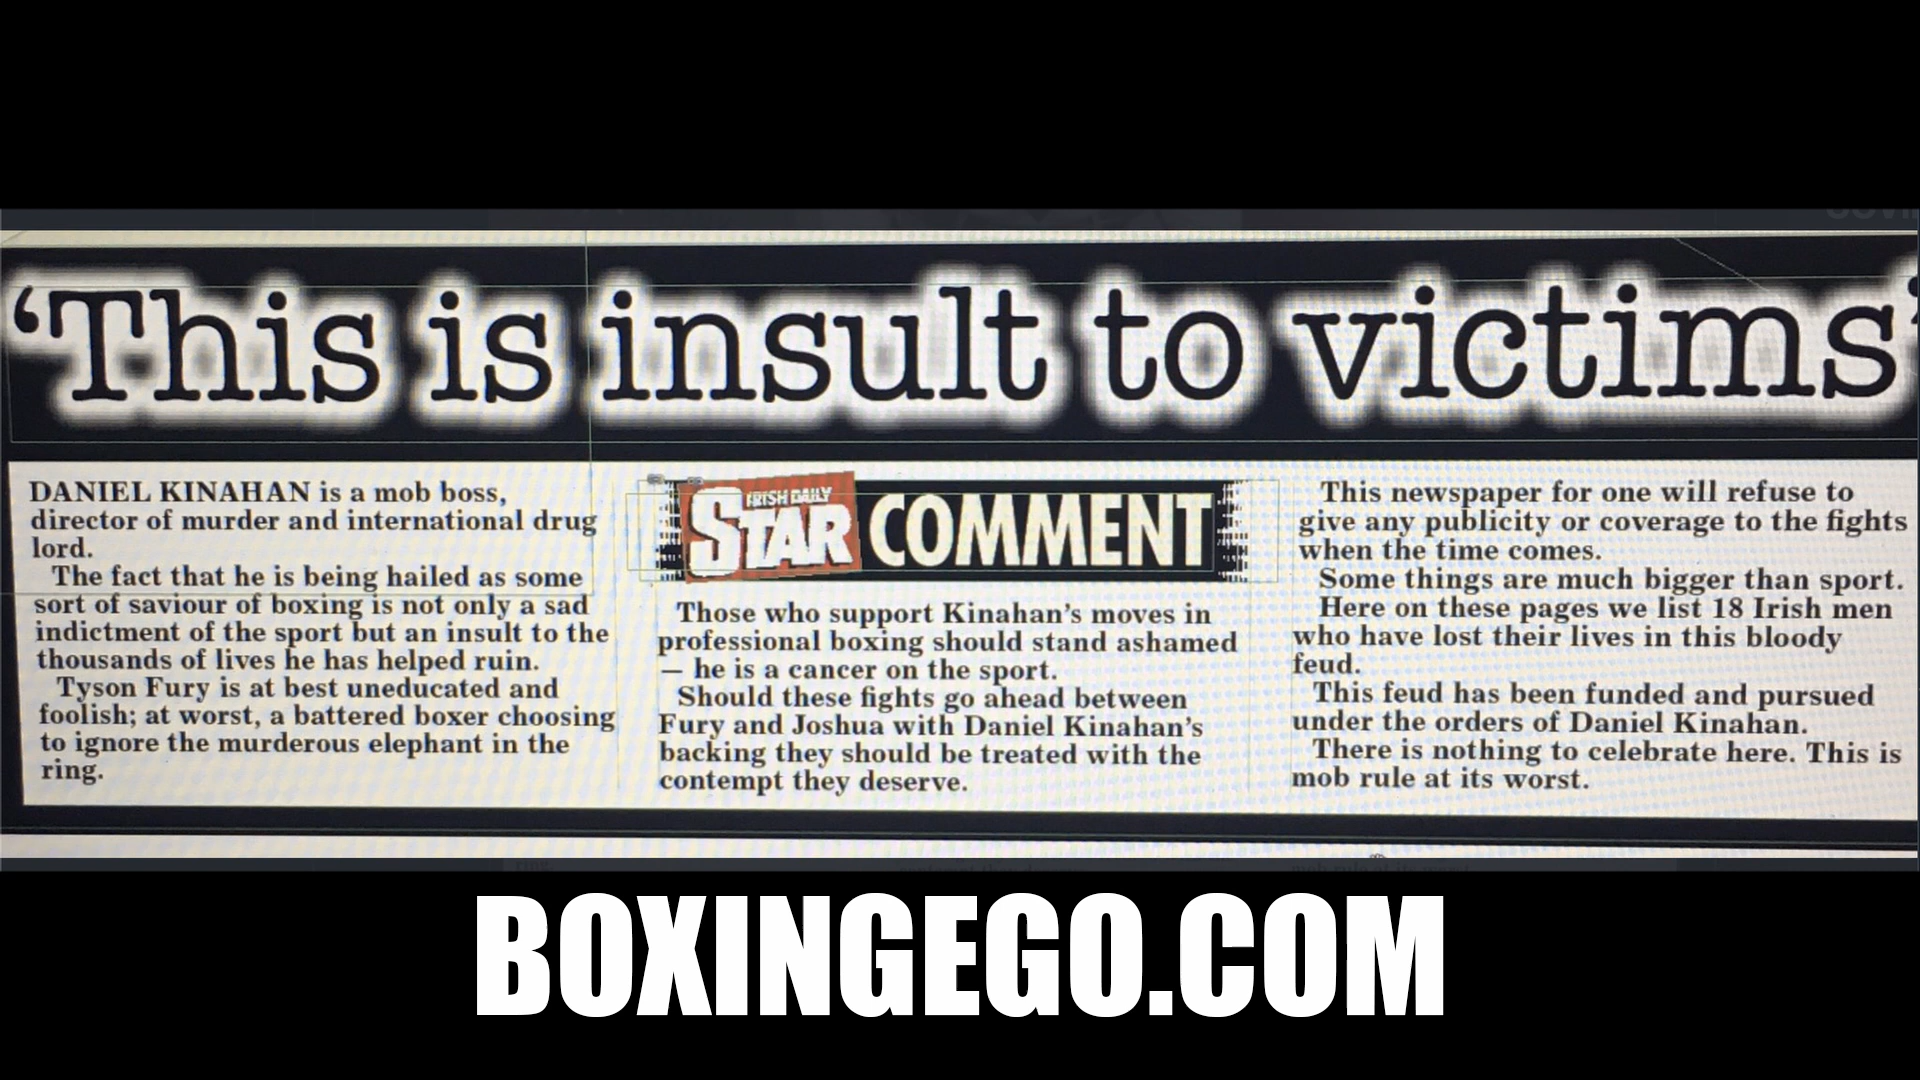 ‘This is insult to victims’
DANIEL KINAHAN is a mob boss,
director of murder and international drug
lord.
The fact that he is being hailed as some
sort of saviour of boxing is not only a sad
indictment of the sport but an insult to the
thousands of lives he has helped ruin.
Tyson Fury is at best uneducated and
foolish; at worst, a battered boxer choosing
to ignore the murderous elephant in the
ring.
IRISH DAILY
STAR COMMENT
Those who support Kinahan's moves in
professional boxing should stand ashamed
— he is a cancer on the sport.
Should these fights go ahead between
Fury and Joshua with Daniel Kinahan's
backing they should be treated with the
contempt they deserve.
This newspaper for one will refuse to
give any publicity or coverage to the fights
when the time comes.
Some things are much bigger than sport.
Here on these pages we list 18 Irish men
who have lost their lives in this bloody
feud.
This feud has been funded and pursued
under the orders of Daniel Kinahan.
There is nothing to celebrate here. This is
mob rule at its worst.
BOXINGEGO.COM